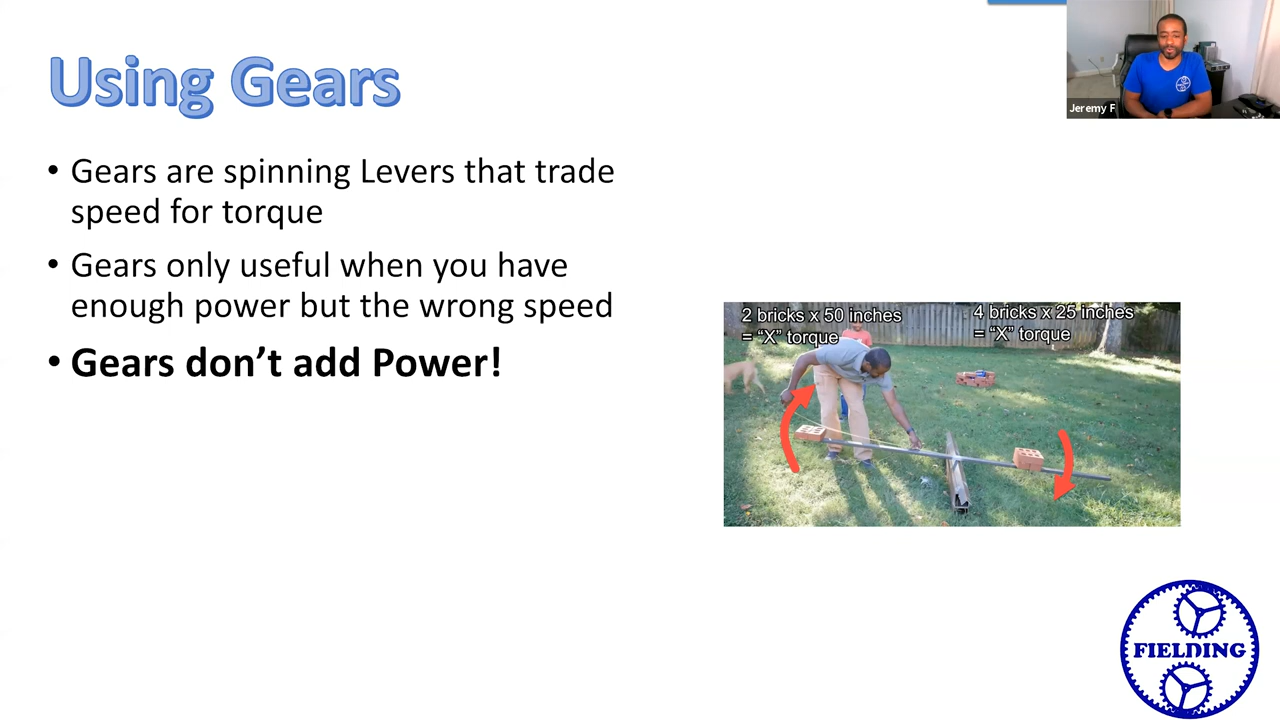 Using Gears
Jeremy F
• Gears are spinning Levers that trade
speed for torque
• Gears only useful when you have
enough power but the wrong speed
• Gears don’t add Power!
2 bricks x 50 inches
= “X” torque
4 bricks x 25 inches
= “X” torque
FIELDING